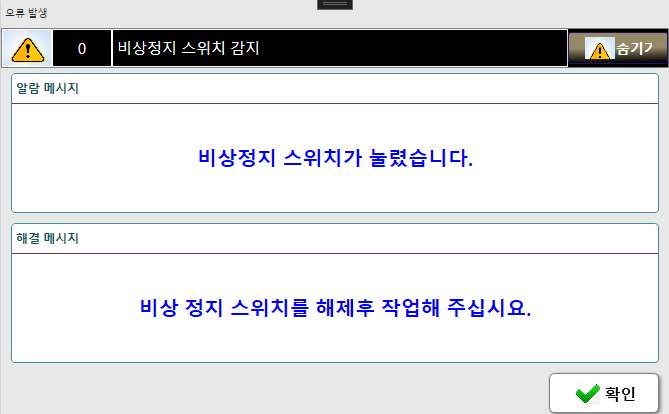 오류 발생
0
비상정지 스위치 감지
숨기기
알람 메시지
비상정지 스위치가 눌렸습니다.
해결 메시지
비상 정지 스위치를 해제후 작업해 주십시요.
확인